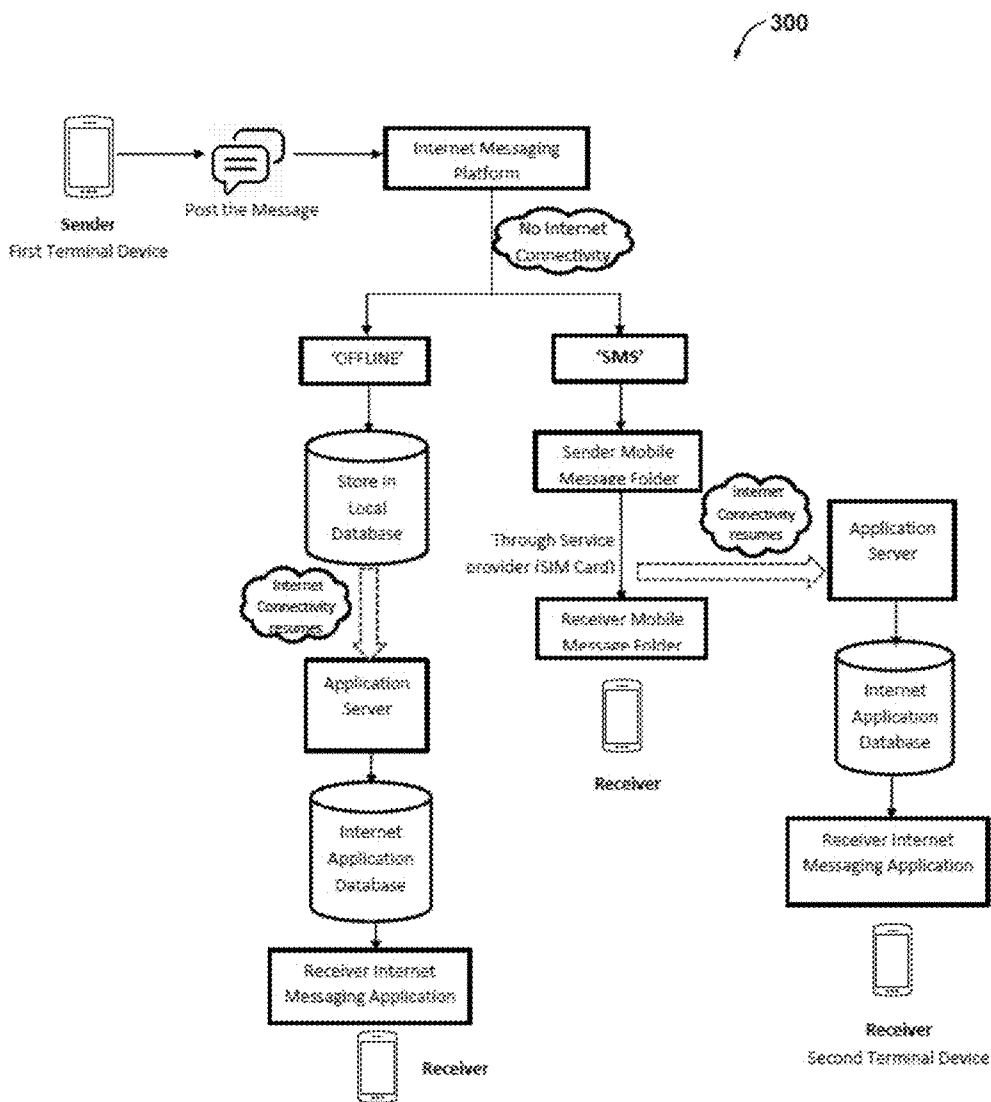 300
Internet Messaging
Platform
Post the Message
Sender
First Terminal Device
No Internet
Connectivity
'OFFLINE'
'SMS'
Store in
Local
Database
Sender Mobile
Message Folder
Internet
Connectivity
resumes
Application
Server
Through Service
provider (SIM Card)
Internet
Connectivity
resumes
Receiver Mobile
Message Folder
Application
Server
Internet
Application
Database
Receiver
Internet
Application
Database
Receiver Internet
Messaging Application
Receiver Internet
Messaging Application
Receiver
Second Terminal Device
Receiver